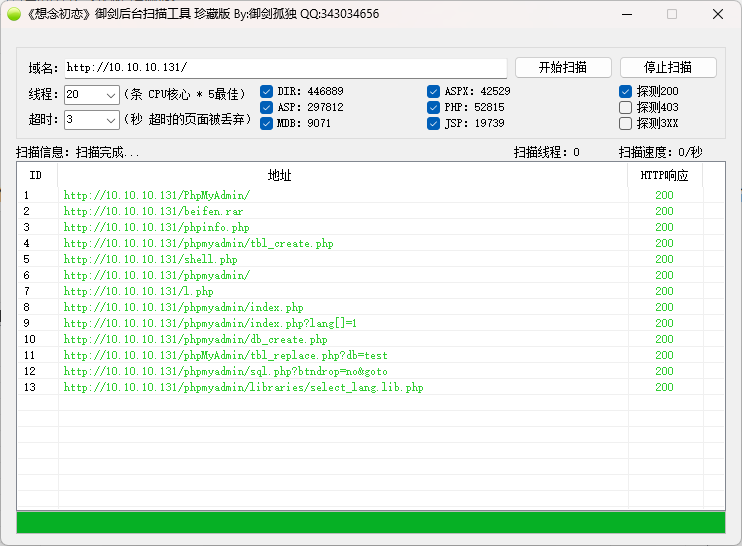 《想念初恋》御剑后台扫描工具 珍藏版 By:御剑孤独 QQ:343034656
域名: http://10.10.10.131/ 开始扫描 停止扫描
线程: 20 (条 CPU核心 * 5最佳) DIR: 446889 ASPX: 42529 探测200
ASP: 297812 PHP: 52815 探测403
超时: 3 (秒 超时的页面被丢弃) MDB: 9071 JSP: 19739 探测3XX
扫描信息: 扫描完成... 扫描线程: 0 扫描速度: 0/秒
ID 地址 HTTP响应
1 http://10.10.10.131/PhpMyAdmin/ 200
2 http://10.10.10.131/beifen.rar 200
3 http://10.10.10.131/phpinfo.php 200
4 http://10.10.10.131/phpmyadmin/tbl_create.php 200
5 http://10.10.10.131/shell.php 200
6 http://10.10.10.131/phpmyadmin/ 200
7 http://10.10.10.131/l.php 200
8 http://10.10.10.131/phpmyadmin/index.php 200
9 http://10.10.10.131/phpmyadmin/index.php?lang[]=1 200
10 http://10.10.10.131/phpmyadmin/db_create.php 200
11 http://10.10.10.131/phpMyAdmin/tbl_replace.php?db=test 200
12 http://10.10.10.131/phpmyadmin/sql.php?btndrop=no&goto 200
13 http://10.10.10.131/phpmyadmin/libraries/select_lang.lib.php 200